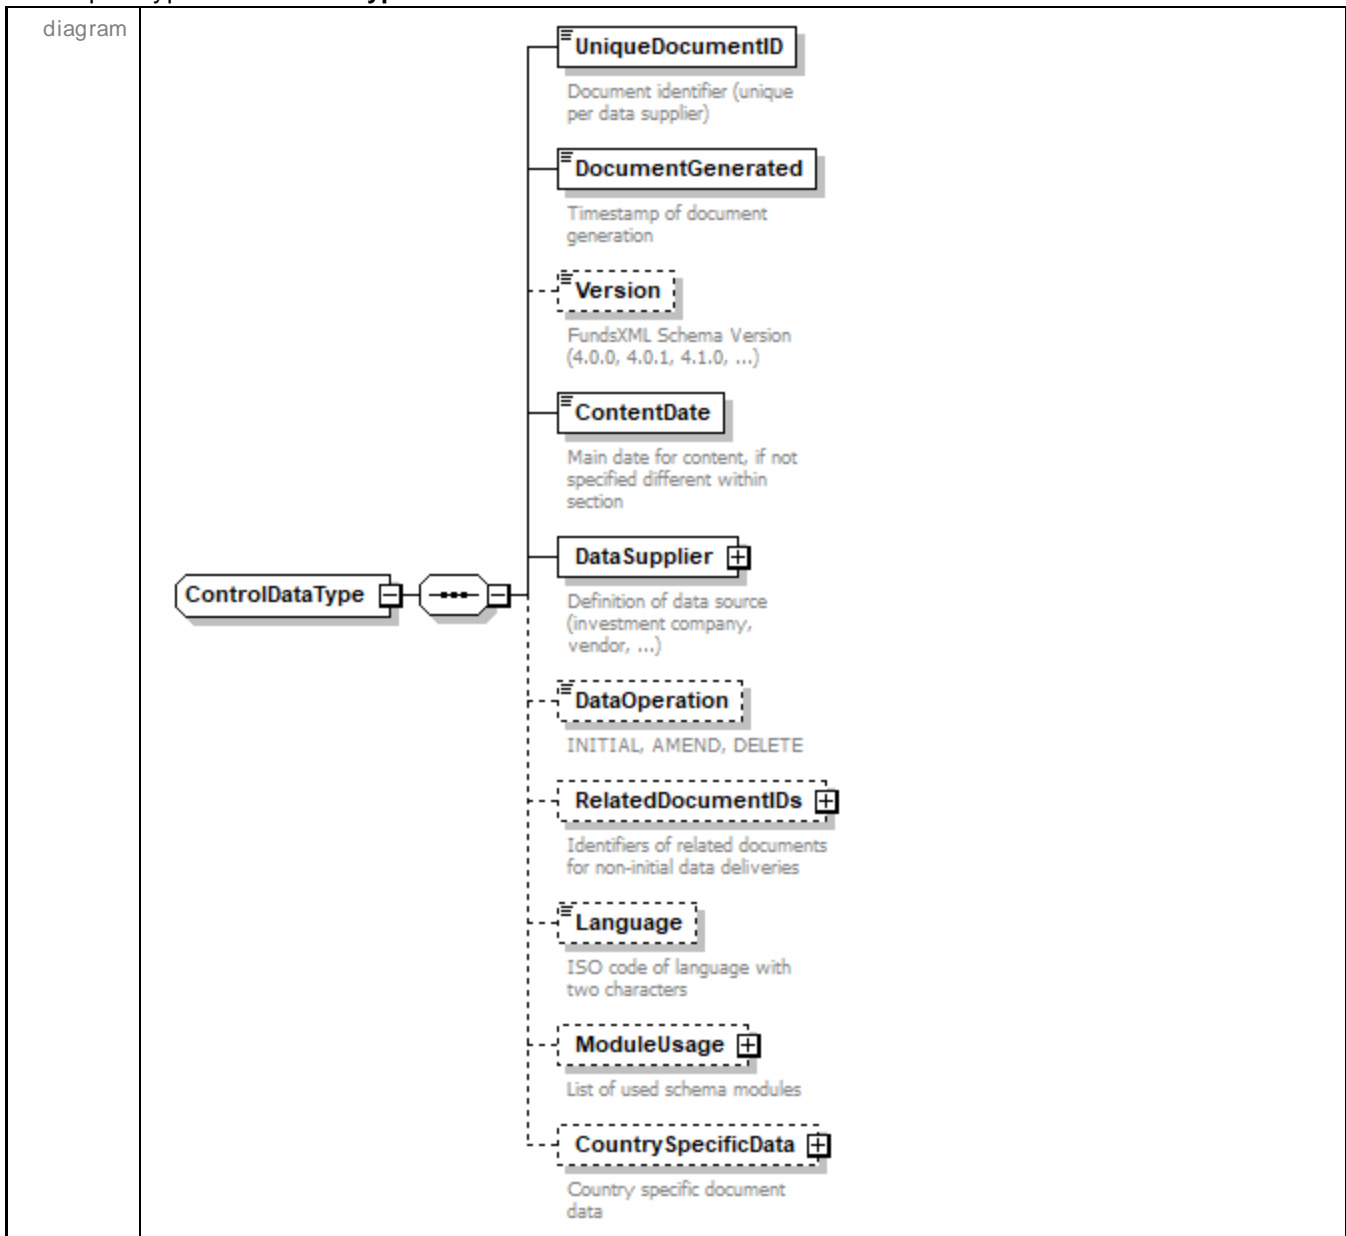 diagram
UniqueDocumentID
Document identifier (unique
per data supplier)
DocumentGenerated
Timestamp of document
generation
Version
FundsXML Schema Version
(4.0.0, 4.0.1, 4.1.0, ...)
ContentDate
Main date for content, if not
specified different within
section
DataSupplier
Definition of data source
(investment company,
vendor, ...)
ControlDataType
DataOperation
INITIAL, AMEND, DELETE
RelatedDocumentIDs
Identifiers of related documents
for non-initial data deliveries
Language
ISO code of language with
two characters
ModuleUsage
List of used schema modules
CountrySpecificData
Country specific document
data